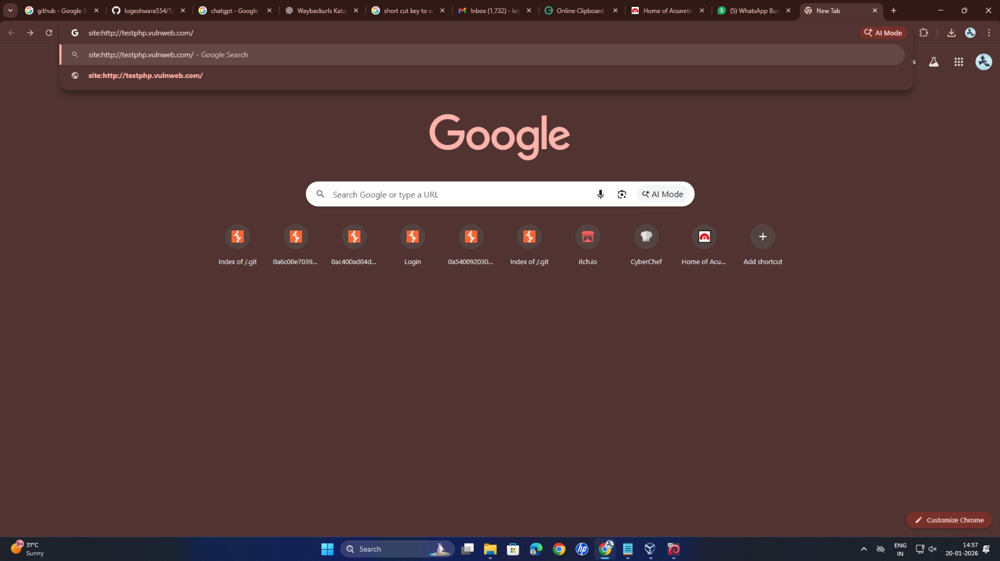 github - Google S
logeshwara554/Ty
chatgpt - Google
Waybackurls Kata
short cut key to e
Inbox (1,732) - log
Online Clipboard
Home of Acunetix
(5) WhatsApp Bus
New Tab
site:http://testphp.vulnweb.com/
AI Mode
site:http://testphp.vulnweb.com/ - Google Search
site:http://testphp.vulnweb.com/
Google
Search Google or type a URL
AI Mode
Index of /.git
0a6c00e7039...
0ac400ad04d...
Login
0a540092030...
Index of /.git
itch.io
CyberChef
Home of Acu...
Add shortcut
Customize Chrome
9+
31°C
Sunny
Search
ENG
IN
14:57
20-01-2026